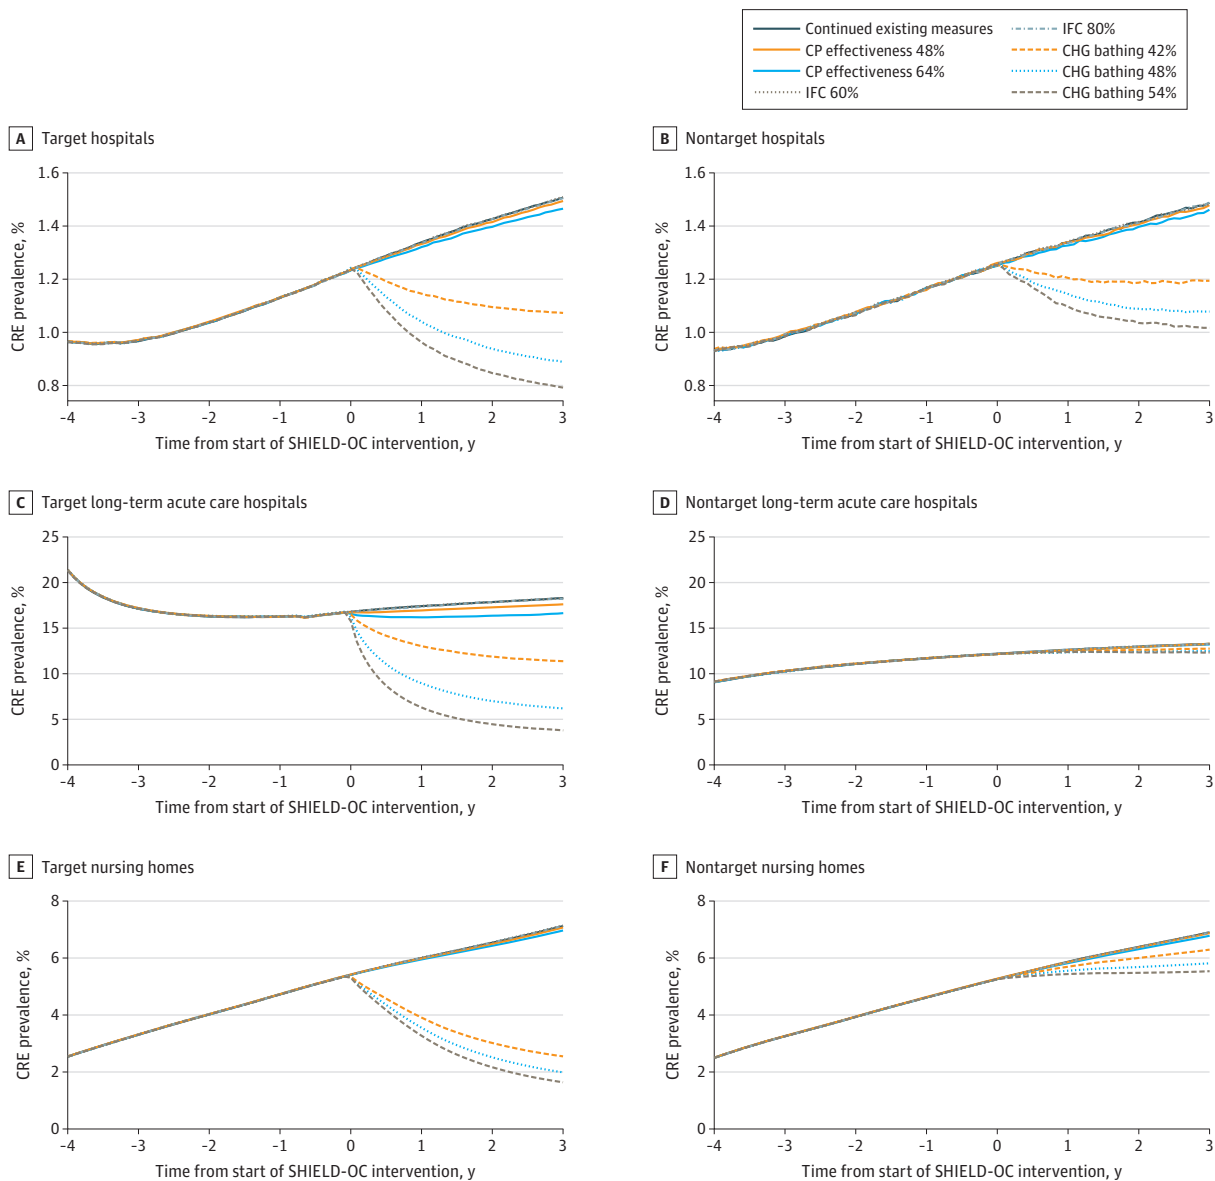 Continued existing measures
CP effectiveness 48%
CP effectiveness 64%
IFC 60%
IFC 80%
CHG bathing 42%
CHG bathing 48%
CHG bathing 54%
A Target hospitals
1.6
1.4
1.2
1.0
0.8
CRE prevalence, %
-4 -3 -2 -1 0 1 2 3
Time from start of SHIELD-OC intervention, y
B Nontarget hospitals
1.6
1.4
1.2
1.0
0.8
CRE prevalence, %
-4 -3 -2 -1 0 1 2 3
Time from start of SHIELD-OC intervention, y
C Target long-term acute care hospitals
25
20
15
10
5
0
CRE prevalence, %
-4 -3 -2 -1 0 1 2 3
Time from start of SHIELD-OC intervention, y
D Nontarget long-term acute care hospitals
25
20
15
10
5
0
CRE prevalence, %
-4 -3 -2 -1 0 1 2 3
Time from start of SHIELD-OC intervention, y
E Target nursing homes
8
6
4
2
0
CRE prevalence, %
-4 -3 -2 -1 0 1 2 3
Time from start of SHIELD-OC intervention, y
F Nontarget nursing homes
8
6
4
2
0
CRE prevalence, %
-4 -3 -2 -1 0 1 2 3
Time from start of SHIELD-OC intervention, y